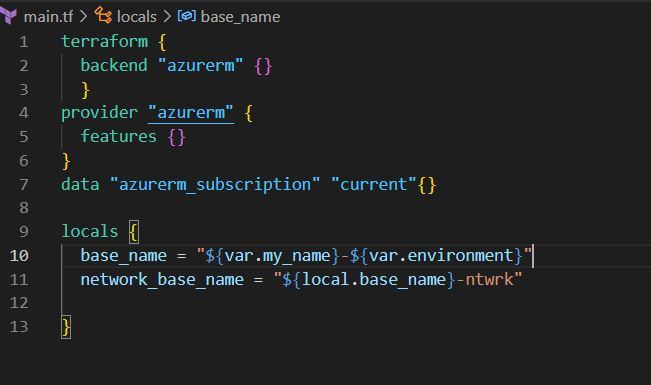 main.tf > locals > base_name
1 terraform {
2 backend "azurerm" {}
3 }
4 provider "azurerm" {
5 features {}
6 }
7 data "azurerm_subscription" "current"{}
8
9 locals {
10 base_name = "${var.my_name}-${var.environment}"
11 network_base_name = "${local.base_name}-ntwrk"
12
13 }